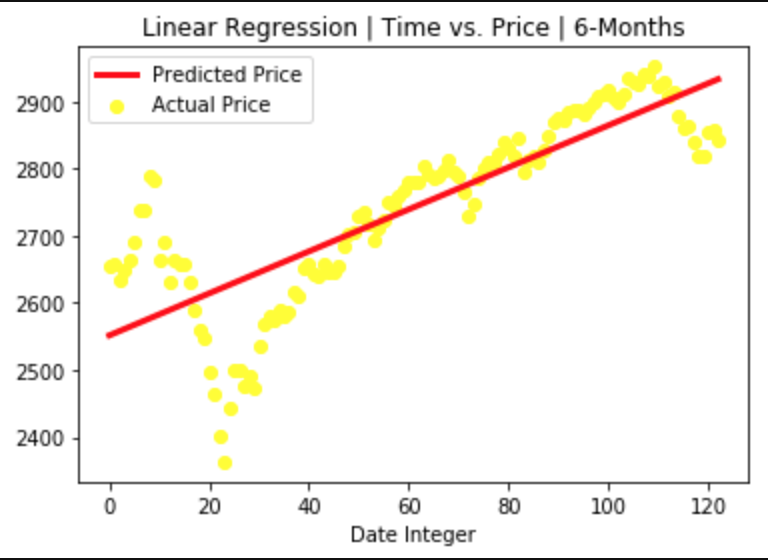 Linear Regression | Time vs. Price | 6-Months
Predicted Price
Actual Price
2900
2800
2700
2600
2500
2400
0 20 40 60 80 100 120
Date Integer